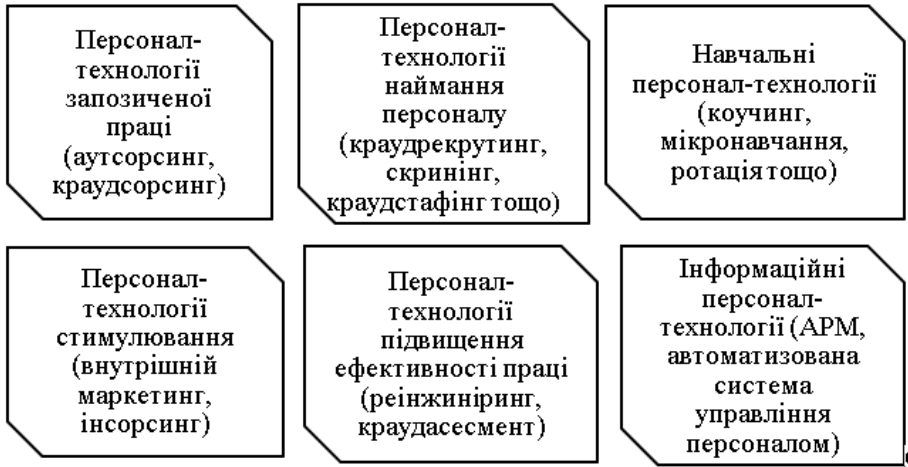 Персонал-
технології
запозиченої
праці
(аутсорсинг,
краудсорсинг)
Персонал-
технології
наймання
персоналу
(краудрекрутинг,
скринінг,
краудстафінг тощо)
Навчальні
персонал-технології
(коучинг,
мікронавчання,
ротація тощо)
Персонал-
технології
стимулювання
(внутрішній
маркетинг,
інсорсинг)
Персонал-
технології
підвищення
ефективності праці
(реінжиніринг,
краудасесмент)
Інформаційні
персонал-
технології (АРМ,
автоматизована
система
управління
персоналом)